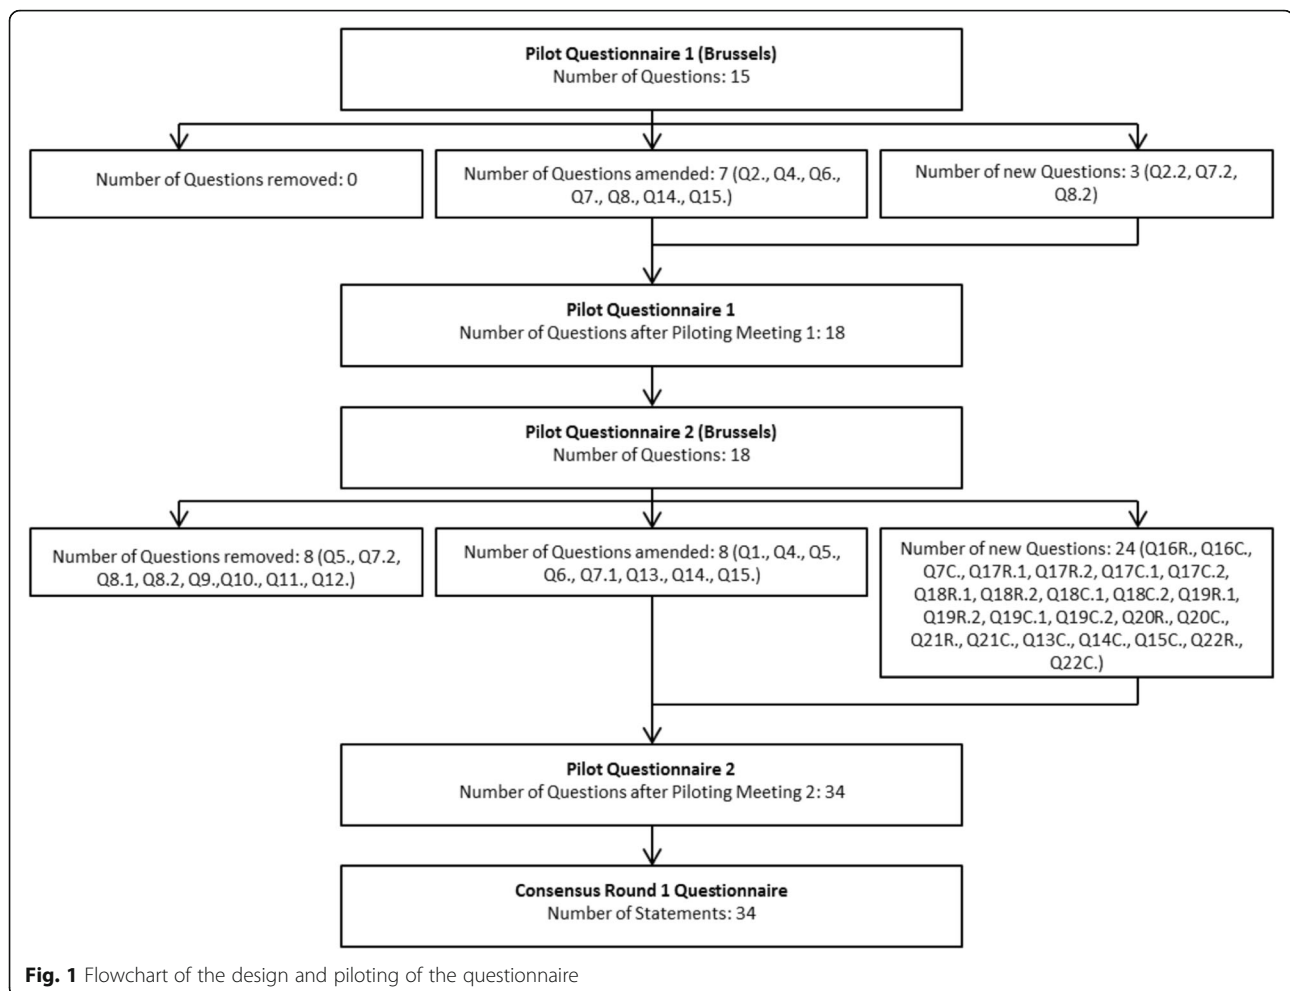 Pilot Questionnaire 1 (Brussels)
Number of Questions: 15
Number of Questions removed: 0
Number of Questions amended: 7 (Q2., Q4., Q6.,
Q7., Q8., Q14., Q15.)
Number of new Questions: 3 (Q2.2, Q7.2,
Q8.2)
Pilot Questionnaire 1
Number of Questions after Piloting Meeting 1: 18
Pilot Questionnaire 2 (Brussels)
Number of Questions: 18
Number of Questions removed: 8 (Q5., Q7.2,
Q8.1, Q8.2, Q9.,Q10., Q11., Q12.)
Number of Questions amended: 8 (Q1., Q4., Q5.,
Q6., Q7.1, Q13., Q14., Q15.)
Number of new Questions: 24 (Q16R., Q16C.,
Q7C., Q17R.1, Q17R.2, Q17C.1, Q17C.2,
Q18R.1, Q18R.2, Q18C.1, Q18C.2, Q19R.1,
Q19R.2, Q19C.1, Q19C.2, Q20R., Q20C.,
Q21R., Q21C., Q13C., Q14C., Q15C., Q22R.,
Q22C.)
Pilot Questionnaire 2
Number of Questions after Piloting Meeting 2: 34
Consensus Round 1 Questionnaire
Number of Statements: 34
Fig. 1 Flowchart of the design and piloting of the questionnaire